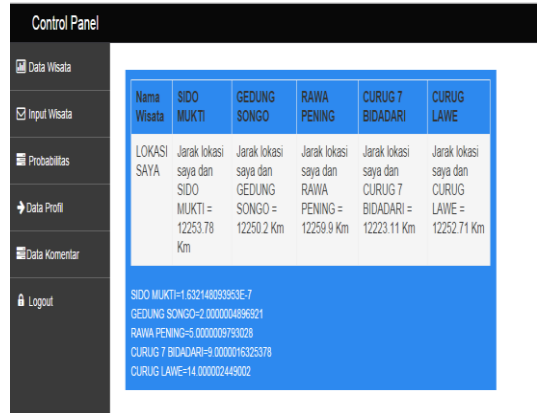 Control Panel
Data Wisata
Input Wisata
Probabilitas
Data Profil
Data Komentar
Logout
Nama Wisata
SIDO MUKTI
GEDUNG SONGO
RAWA PENING
CURUG 7 BIDADARI
CURUG LAWE
LOKASI SAYA
Jarak lokasi saya dan SIDO MUKTI = 12253.78 Km
Jarak lokasi saya dan GEDUNG SONGO = 12250.2 Km
Jarak lokasi saya dan RAWA PENING = 12259.9 Km
Jarak lokasi saya dan CURUG 7 BIDADARI = 12223.11 Km
Jarak lokasi saya dan CURUG LAWE = 12252.71 Km
SIDO MUKTI=1.632148093953E-7
GEDUNG SONGO=2.0000004896921
RAWA PENING=5.0000009793028
CURUG 7 BIDADARI=9.0000016325378
CURUG LAWE=14.000002449002